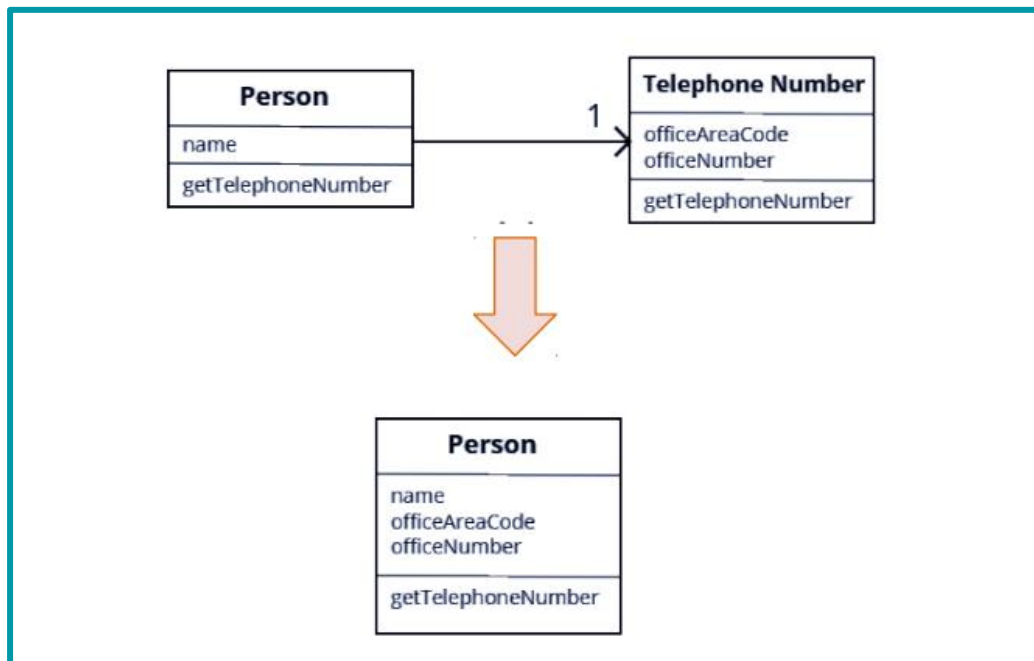 Person
name
getTelephoneNumber
1
Telephone Number
officeAreaCode
officeNumber
getTelephoneNumber
Person
name
officeAreaCode
officeNumber
getTelephoneNumber